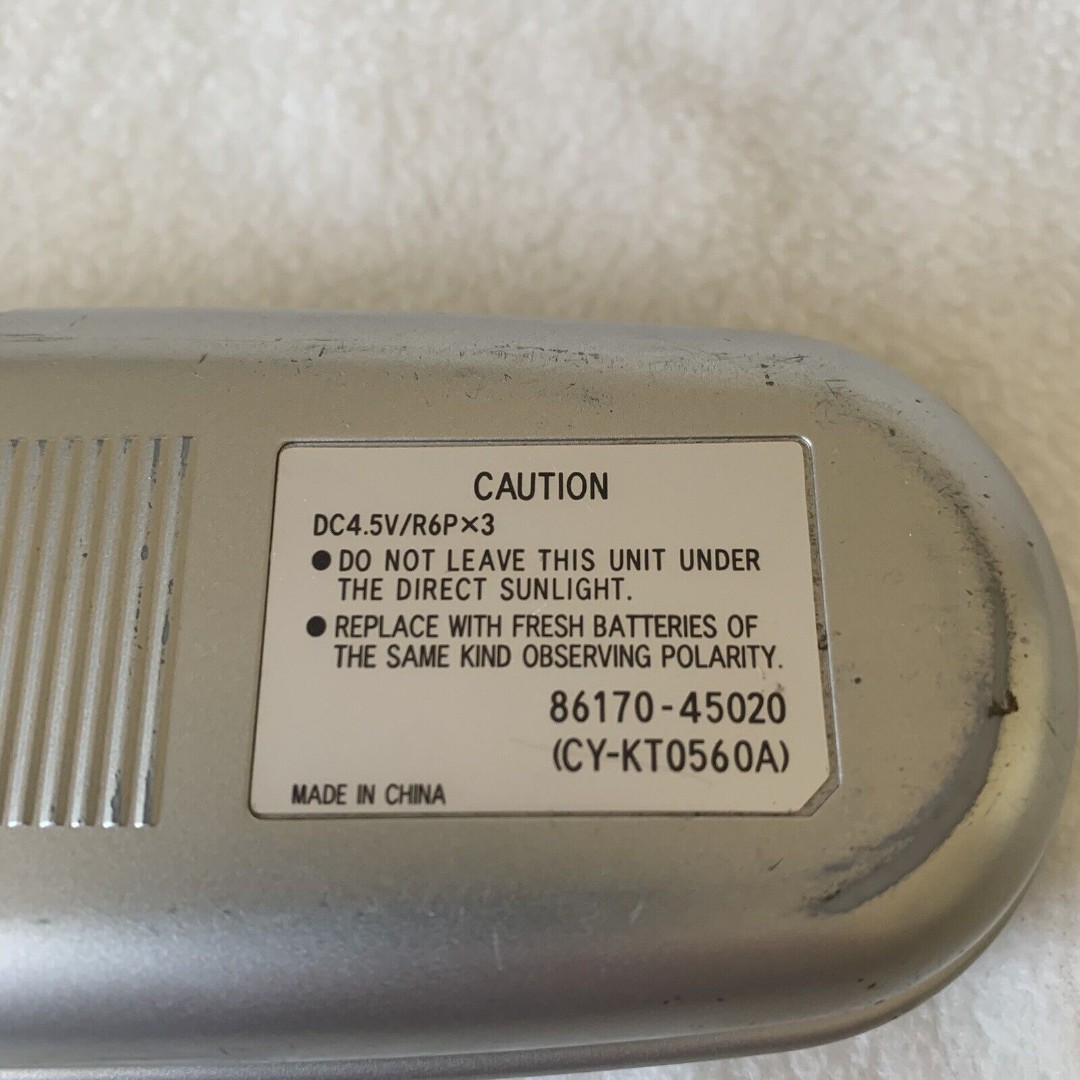 CAUTION
DC4.5V/R6P×3
● DO NOT LEAVE THIS UNIT UNDER
THE DIRECT SUNLIGHT.
● REPLACE WITH FRESH BATTERIES OF
THE SAME KIND OBSERVING POLARITY.
86170-45020
(CY-KT0560A)
MADE IN CHINA